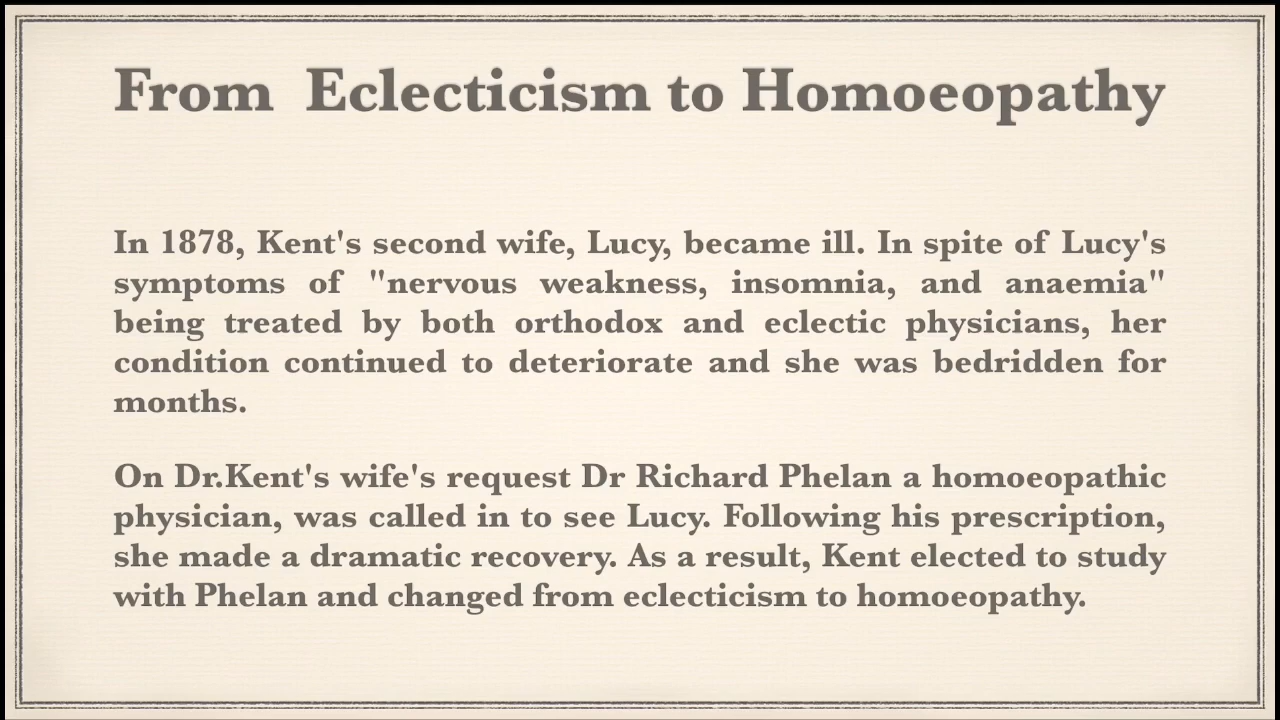 From Eclecticism to Homoeopathy
In 1878, Kent's second wife, Lucy, became ill. In spite of Lucy's
symptoms of "nervous weakness, insomnia, and anaemia"
being treated by both orthodox and eclectic physicians, her
condition continued to deteriorate and she was bedridden for
months.
On Dr.Kent's wife's request Dr Richard Phelan a homoeopathic
physician, was called in to see Lucy. Following his prescription,
she made a dramatic recovery. As a result, Kent elected to study
with Phelan and changed from eclecticism to homoeopathy.